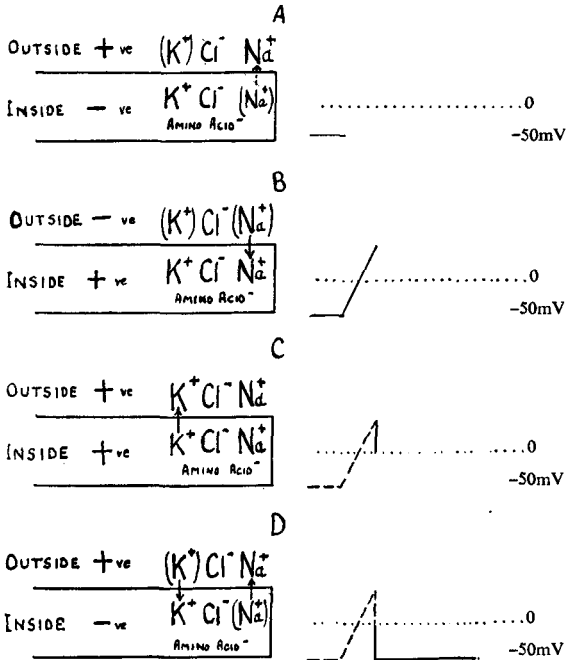 A
OUTSIDE + ve (K⁺) Cl⁻ Na⁺
INSIDE - ve K⁺ Cl⁻ (Na⁺)
AMINO ACID⁻
0
-50mV
B
OUTSIDE - ve (K⁺) Cl⁻ (Na⁺)
INSIDE + ve K⁺ Cl⁻ Na⁺
AMINO ACID⁻
0
-50mV
C
OUTSIDE + ve K⁺ Cl⁻ Na⁺
INSIDE + ve K⁺ Cl⁻ Na⁺
AMINO ACID⁻
0
-50mV
D
OUTSIDE + ve (K⁺) Cl⁻ Na⁺
INSIDE - ve K⁺ Cl⁻ (Na⁺)
AMINO ACID⁻
0
-50mV